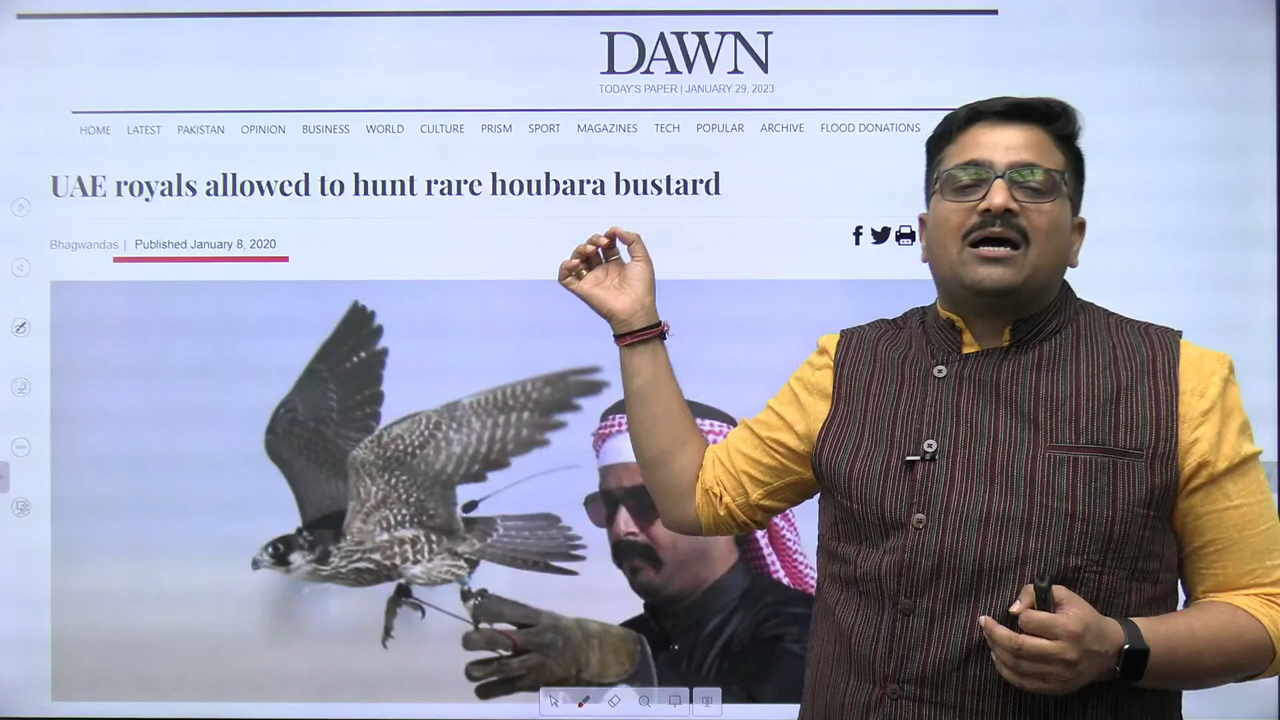 DAWN
TODAY'S PAPER | JANUARY 29, 2023
HOME LATEST PAKISTAN OPINION BUSINESS WORLD CULTURE PRISM SPORT MAGAZINES TECH POPULAR ARCHIVE FLOOD DONATIONS
UAE royals allowed to hunt rare houbara bustard
Bhagwandas | Published January 8, 2020